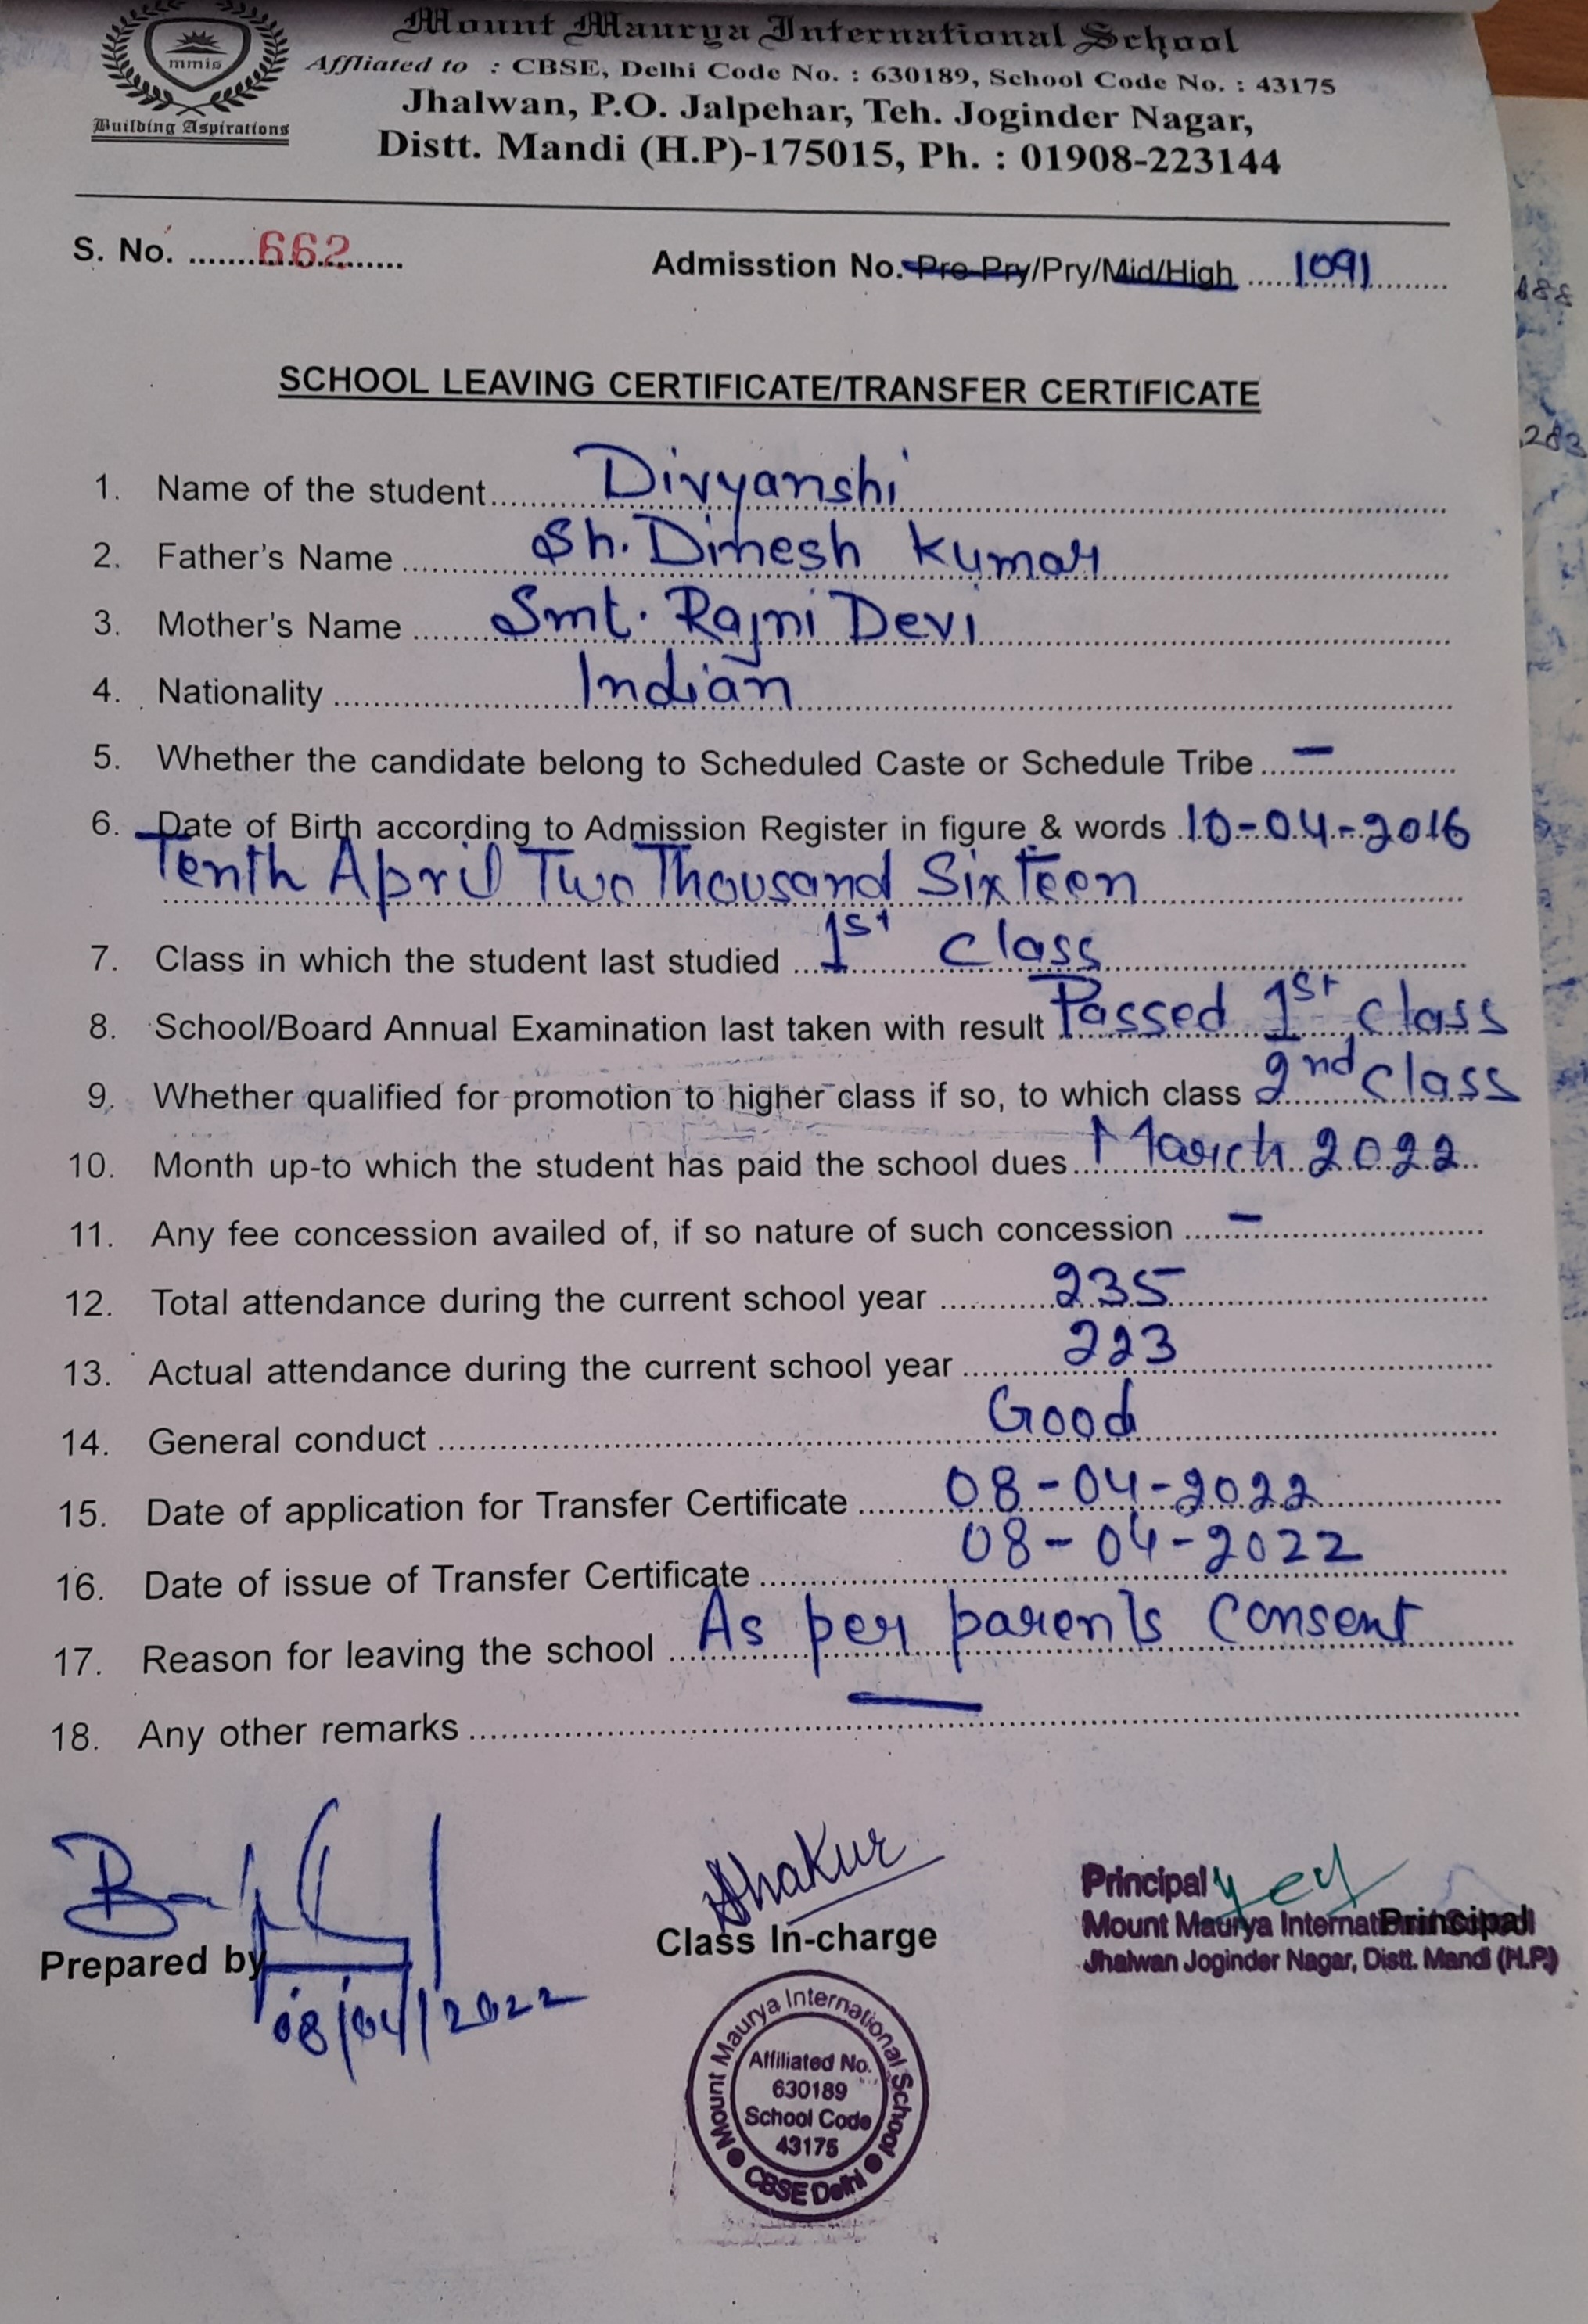 Mount Maurya International School
mmis
Building Aspirations
Affliated to : CBSE, Delhi Code No. : 630189, School Code No. : 43175
Jhalwan, P.O. Jalpehar, Teh. Joginder Nagar,
Distt. Mandi (H.P)-175015, Ph. : 01908-223144
S. No. ......662......
Admisstion No. Pre-Pry/Pry/Mid/High ....1091....
SCHOOL LEAVING CERTIFICATE/TRANSFER CERTIFICATE
1. Name of the student...... Divyanshi
2. Father's Name ...... Sh. Dinesh Kumar
3. Mother's Name ...... Smt. Rajni Devi
4. Nationality ...... Indian
5. Whether the candidate belong to Scheduled Caste or Schedule Tribe .... –
6. Date of Birth according to Admission Register in figure & words 10-04-2016
Tenth April Two Thousand Sixteen
7. Class in which the student last studied ... 1st class
8. School/Board Annual Examination last taken with result Passed 1st class
9. Whether qualified for promotion to higher class if so, to which class 2nd class
10. Month up-to which the student has paid the school dues ... March 2022
11. Any fee concession availed of, if so nature of such concession .... –
12. Total attendance during the current school year ...... 235
13. Actual attendance during the current school year ...... 223
14. General conduct ...... Good
15. Date of application for Transfer Certificate ...... 08-04-2022
16. Date of issue of Transfer Certificate ...... 08-04-2022
17. Reason for leaving the school ... As per parents Consent
18. Any other remarks ...... —
Prepared by
08/04/2022
Thakur
Class In-charge
Principal
Mount Maurya International School
Principal
Jhalwan Joginder Nagar, Distt. Mandi (H.P.)
Mount Maurya International School
Affiliated No.
630189
School Code
43175
CBSE Delhi